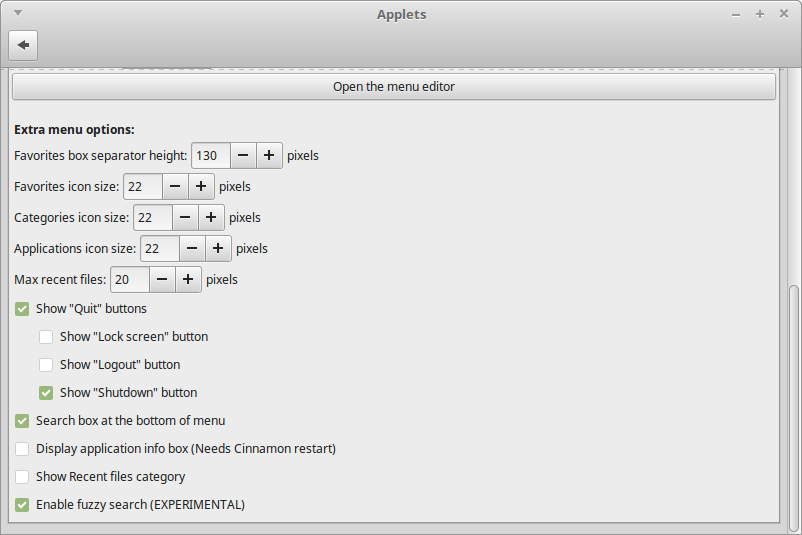 Applets
Open the menu editor
Extra menu options:
Favorites box separator height: 130 pixels
Favorites icon size: 22 pixels
Categories icon size: 22 pixels
Applications icon size: 22 pixels
Max recent files: 20 pixels
Show "Quit" buttons
Show "Lock screen" button
Show "Logout" button
Show "Shutdown" button
Search box at the bottom of menu
Display application info box (Needs Cinnamon restart)
Show Recent files category
Enable fuzzy search (EXPERIMENTAL)